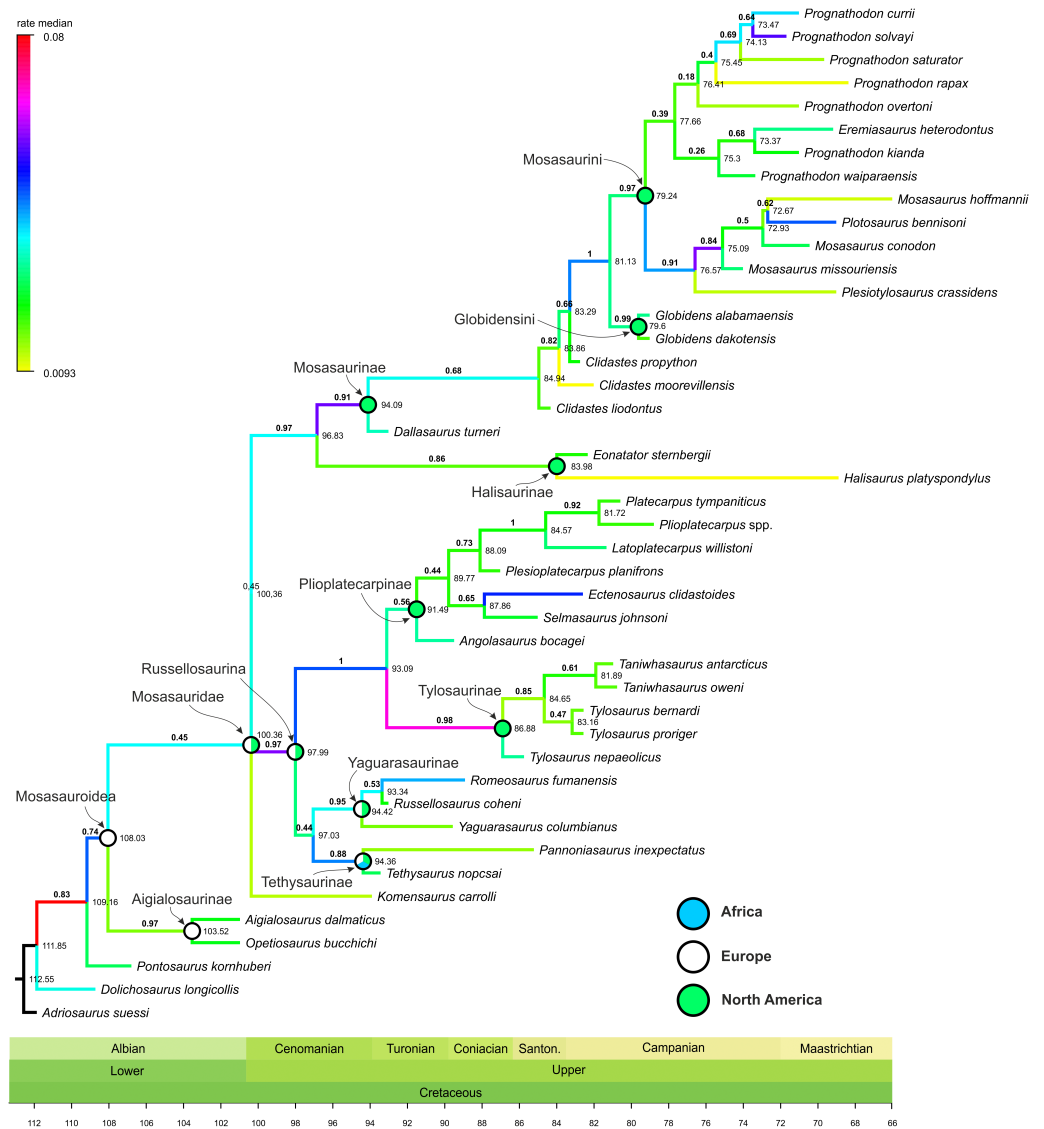 rate median
0.08
0.0093
Prognathodon currii
0.64
73.47
Prognathodon solvayi
0.69
74.13
Prognathodon saturator
0.4
75.45
Prognathodon rapax
0.18
76.41
Prognathodon overtoni
0.39
77.66
Eremiasaurus heterodontus
0.68
73.37
Prognathodon kianda
0.26
75.3
Prognathodon waiparaensis
Mosasaurini
0.97
79.24
Mosasaurus hoffmannii
0.62
72.67
Plotosaurus bennisoni
0.5
72.93
Mosasaurus conodon
0.84
75.09
Mosasaurus missouriensis
0.91
76.57
Plesiotylosaurus crassidens
1
81.13
Globidensini
0.99
79.6
Globidens alabamaensis
Globidens dakotensis
0.66
83.29
Clidastes propython
0.82
83.86
Clidastes moorevillensis
Mosasaurinae
0.68
84.94
Clidastes liodontus
0.91
94.09
Dallasaurus turneri
0.97
96.83
0.86
83.98
Eonatator sternbergii
Halisaurus platyspondylus
Halisaurinae
Platecarpus tympaniticus
0.92
81.72
Plioplatecarpus spp.
1
84.57
Latoplatecarpus willistoni
0.73
88.09
Plesioplatecarpus planifrons
0.44
89.77
Plioplatecarpinae
0.65
87.86
Ectenosaurus clidastoides
Selmasaurus johnsoni
0.45
100.36
0.56
91.49
Angolasaurus bocagei
Russellosaurina
1
93.09
Taniwhasaurus antarcticus
0.61
81.89
Taniwhasaurus oweni
Tylosaurinae
0.85
84.65
0.47
83.16
Tylosaurus bernardi
Tylosaurus proriger
Mosasauridae
0.98
86.88
Tylosaurus nepaeolicus
0.45
100.36
0.97
97.99
Yaguarasaurinae
Romeosaurus fumanensis
0.53
93.34
Russellosaurus coheni
0.95
94.42
Yaguarasaurus columbianus
Mosasauroidea
0.44
97.03
0.74
108.03
0.88
94.36
Pannoniasaurus inexpectatus
Tethysaurus nopcsai
Tethysaurinae
Komensaurus carrolli
0.83
109.16
Aigialosaurinae
0.97
103.52
Aigialosaurus dalmaticus
Opetiosaurus bucchichi
111.85
Pontosaurus kornhuberi
112.55
Dolichosaurus longicollis
Adriosaurus suessi
Africa
Europe
North America
Albian Cenomanian Turonian Coniacian Santon. Campanian Maastrichtian
Lower Upper
Cretaceous
112 110 108 106 104 102 100 98 96 94 92 90 88 86 84 82 80 78 76 74 72 70 68 66